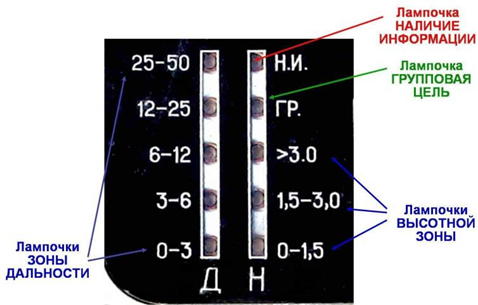 Лампочка
НАЛИЧИЕ
ИНФОРМАЦИИ
25–50
Н.И.
Лампочка
ГРУППОВАЯ
ЦЕЛЬ
12–25
ГР.
6–12
>3.0
3–6
1,5–3,0
Лампочки
ВЫСОТНОЙ
ЗОНЫ
Лампочки
ЗОНЫ
ДАЛЬНОСТИ
0–3
0–1,5
Д
Н